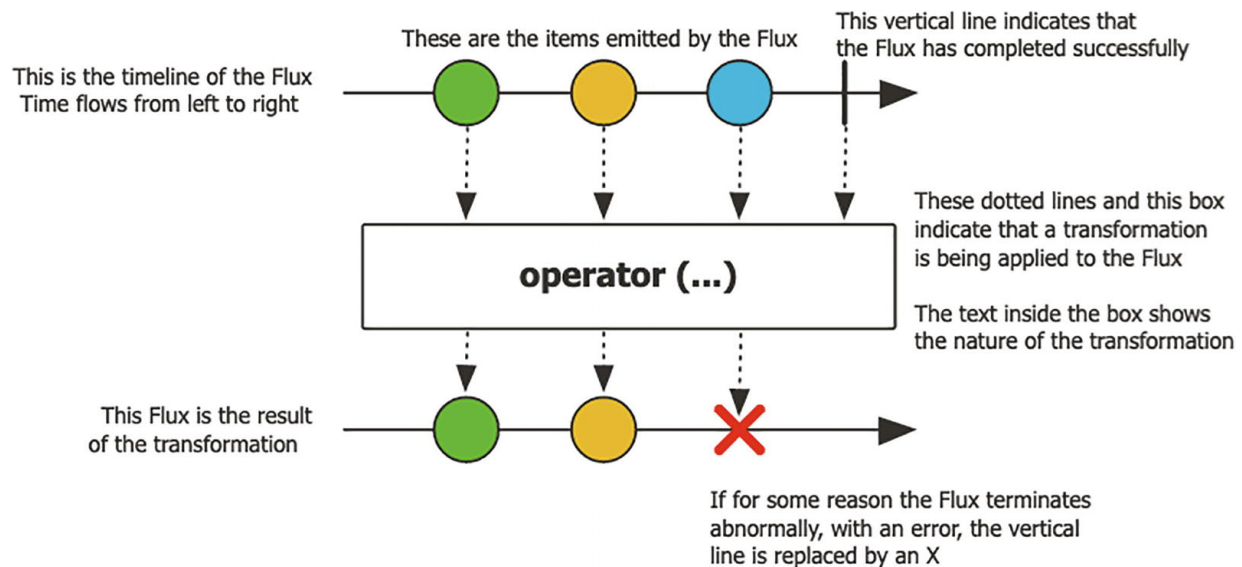 These are the items emitted by the Flux
This vertical line indicates that
the Flux has completed successfully
This is the timeline of the Flux
Time flows from left to right
These dotted lines and this box
indicate that a transformation
is being applied to the Flux
operator (...)
The text inside the box shows
the nature of the transformation
This Flux is the result
of the transformation
If for some reason the Flux terminates
abnormally, with an error, the vertical
line is replaced by an X